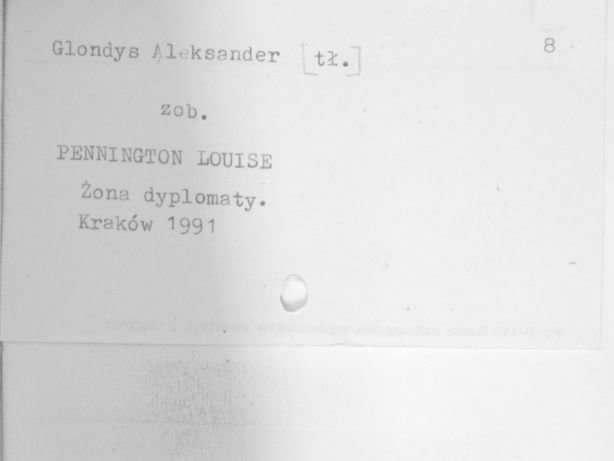 Glondys Aleksander [tł.] 8
zob.
PENNINGTON LOUISE
Żona dyplomaty.
Kraków 1991